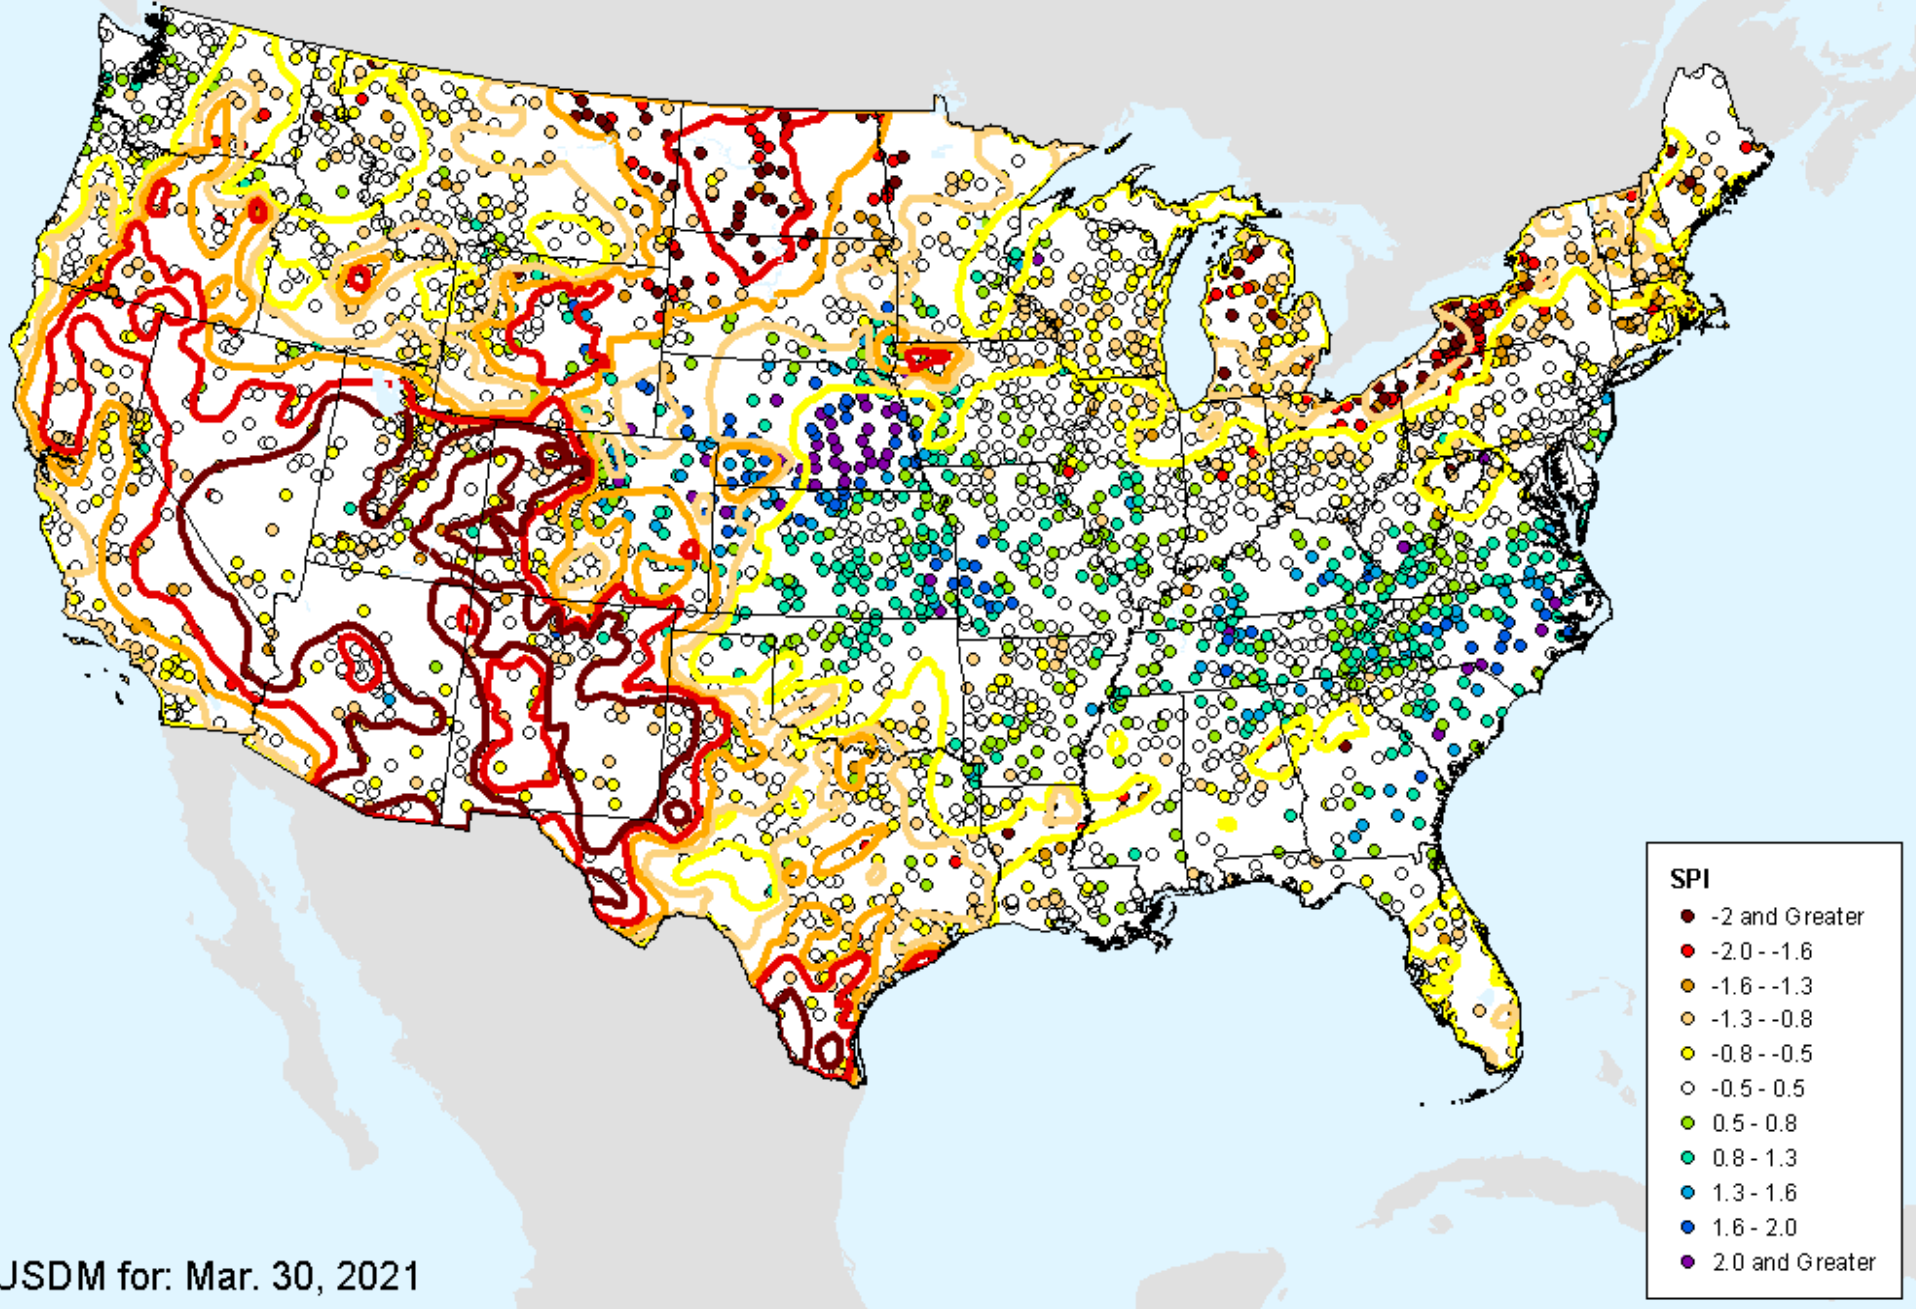 SPI
-2 and Greater
-2.0 - -1.6
-1.6 - -1.3
-1.3 - -0.8
-0.8 - -0.5
-0.5 - 0.5
0.5 - 0.8
0.8 - 1.3
1.3 - 1.6
1.6 - 2.0
2.0 and Greater
USDM for: Mar. 30, 2021